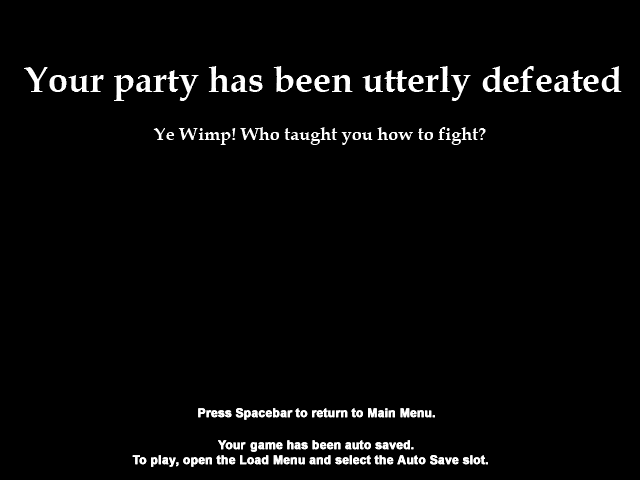 Your party has been utterly defeated
Ye Wimp! Who taught you how to fight?
Press Spacebar to return to Main Menu.
Your game has been auto saved.
To play, open the Load Menu and select the Auto Save slot.